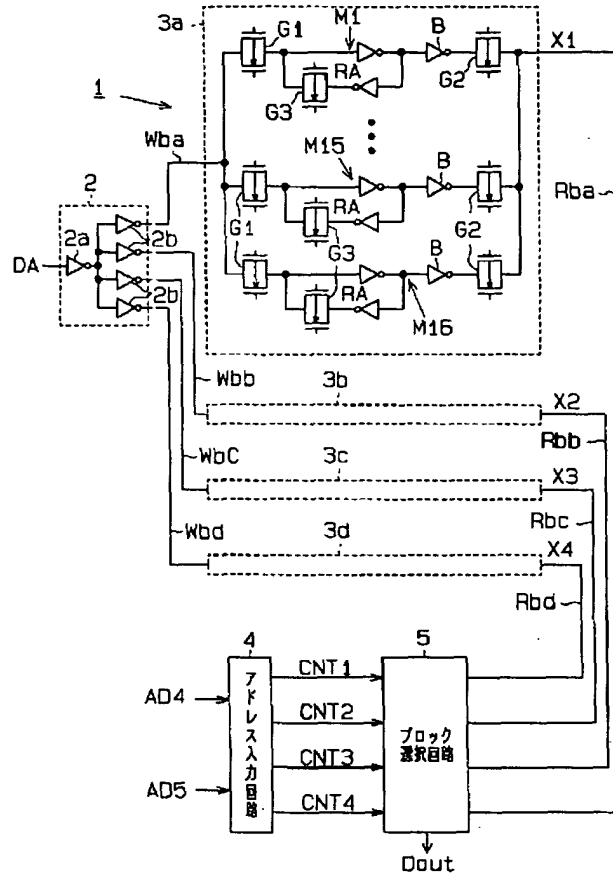 3a
G1
M1
B
X1
1
RA
G2
G3
Wba
M15
B
Rba
2
2a
RA
G1
G3
G2
DA
2b
B
2b
RA
M16
2b
Wbb
3b
X2
Rbb
WbC
3c
X3
Rbc
Wbd
3d
X4
Rbd
4
5
CNT1
AD4
アドレス入力回路
CNT2
ブロック
選択回路
CNT3
AD5
CNT4
Dout